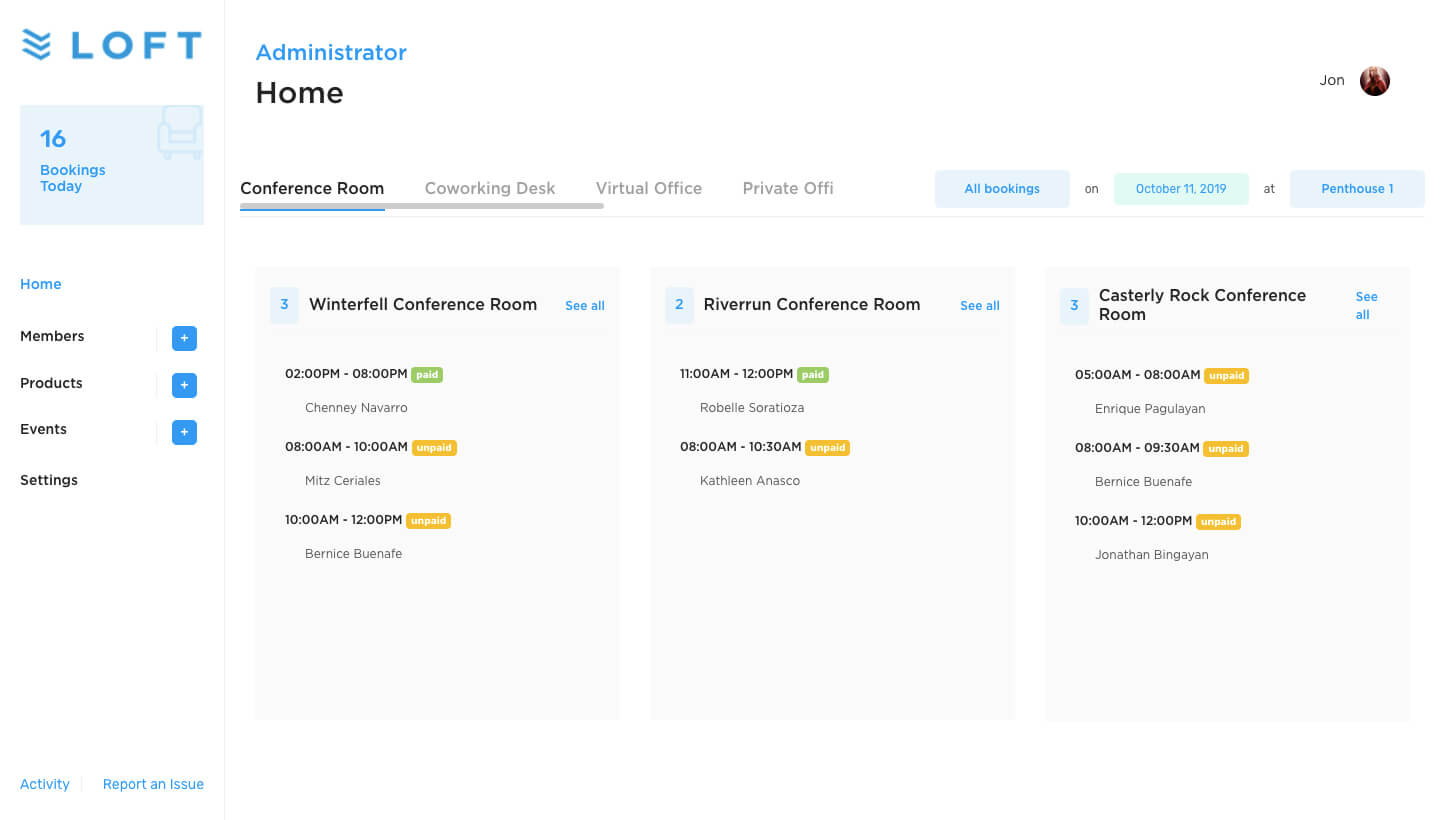 LOFT
16
Bookings
Today
Home
Members
+
Products
+
Events
+
Settings
Activity
Report an Issue
Administrator
Home
Jon
Conference Room
Coworking Desk
Virtual Office
Private Offi
All bookings
on
October 11, 2019
at
Penthouse 1
3
Winterfell Conference Room
See all
02:00PM - 08:00PM paid
Chenney Navarro
08:00AM - 10:00AM unpaid
Mitz Ceriales
10:00AM - 12:00PM unpaid
Bernice Buenafe
2
Riverrun Conference Room
See all
11:00AM - 12:00PM paid
Robelle Soratioza
08:00AM - 10:30AM unpaid
Kathleen Anasco
3
Casterly Rock Conference
Room
See
all
05:00AM - 08:00AM unpaid
Enrique Pagulayan
08:00AM - 09:30AM unpaid
Bernice Buenafe
10:00AM - 12:00PM unpaid
Jonathan Bingayan